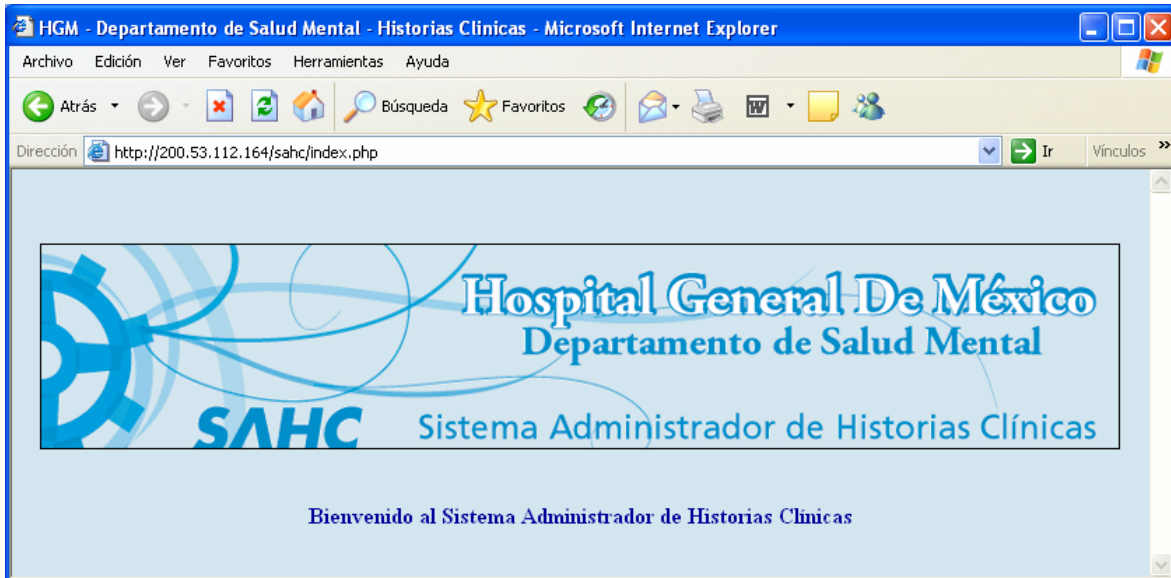 HGM - Departamento de Salud Mental - Historias Clinicas - Microsoft Internet Explorer
Archivo Edición Ver Favoritos Herramientas Ayuda
Atrás Búsqueda Favoritos
Dirección http://200.53.112.164/sahc/index.php Ir Vínculos »
Hospital General De México
Departamento de Salud Mental
SAHC Sistema Administrador de Historias Clínicas
Bienvenido al Sistema Administrador de Historias Clínicas